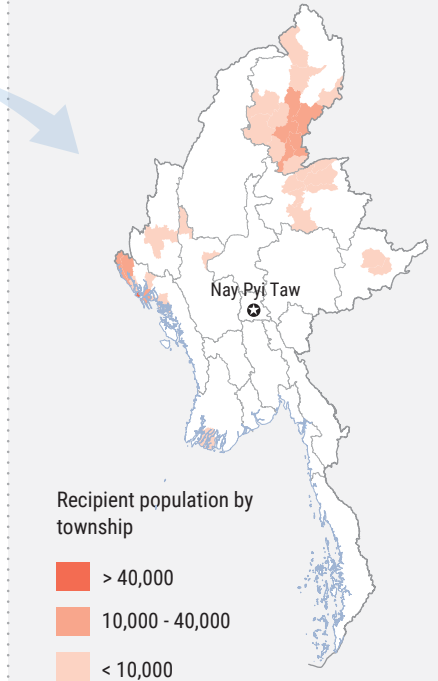 Nay Pyi Taw
Recipient population by
township
> 40,000
10,000 - 40,000
< 10,000